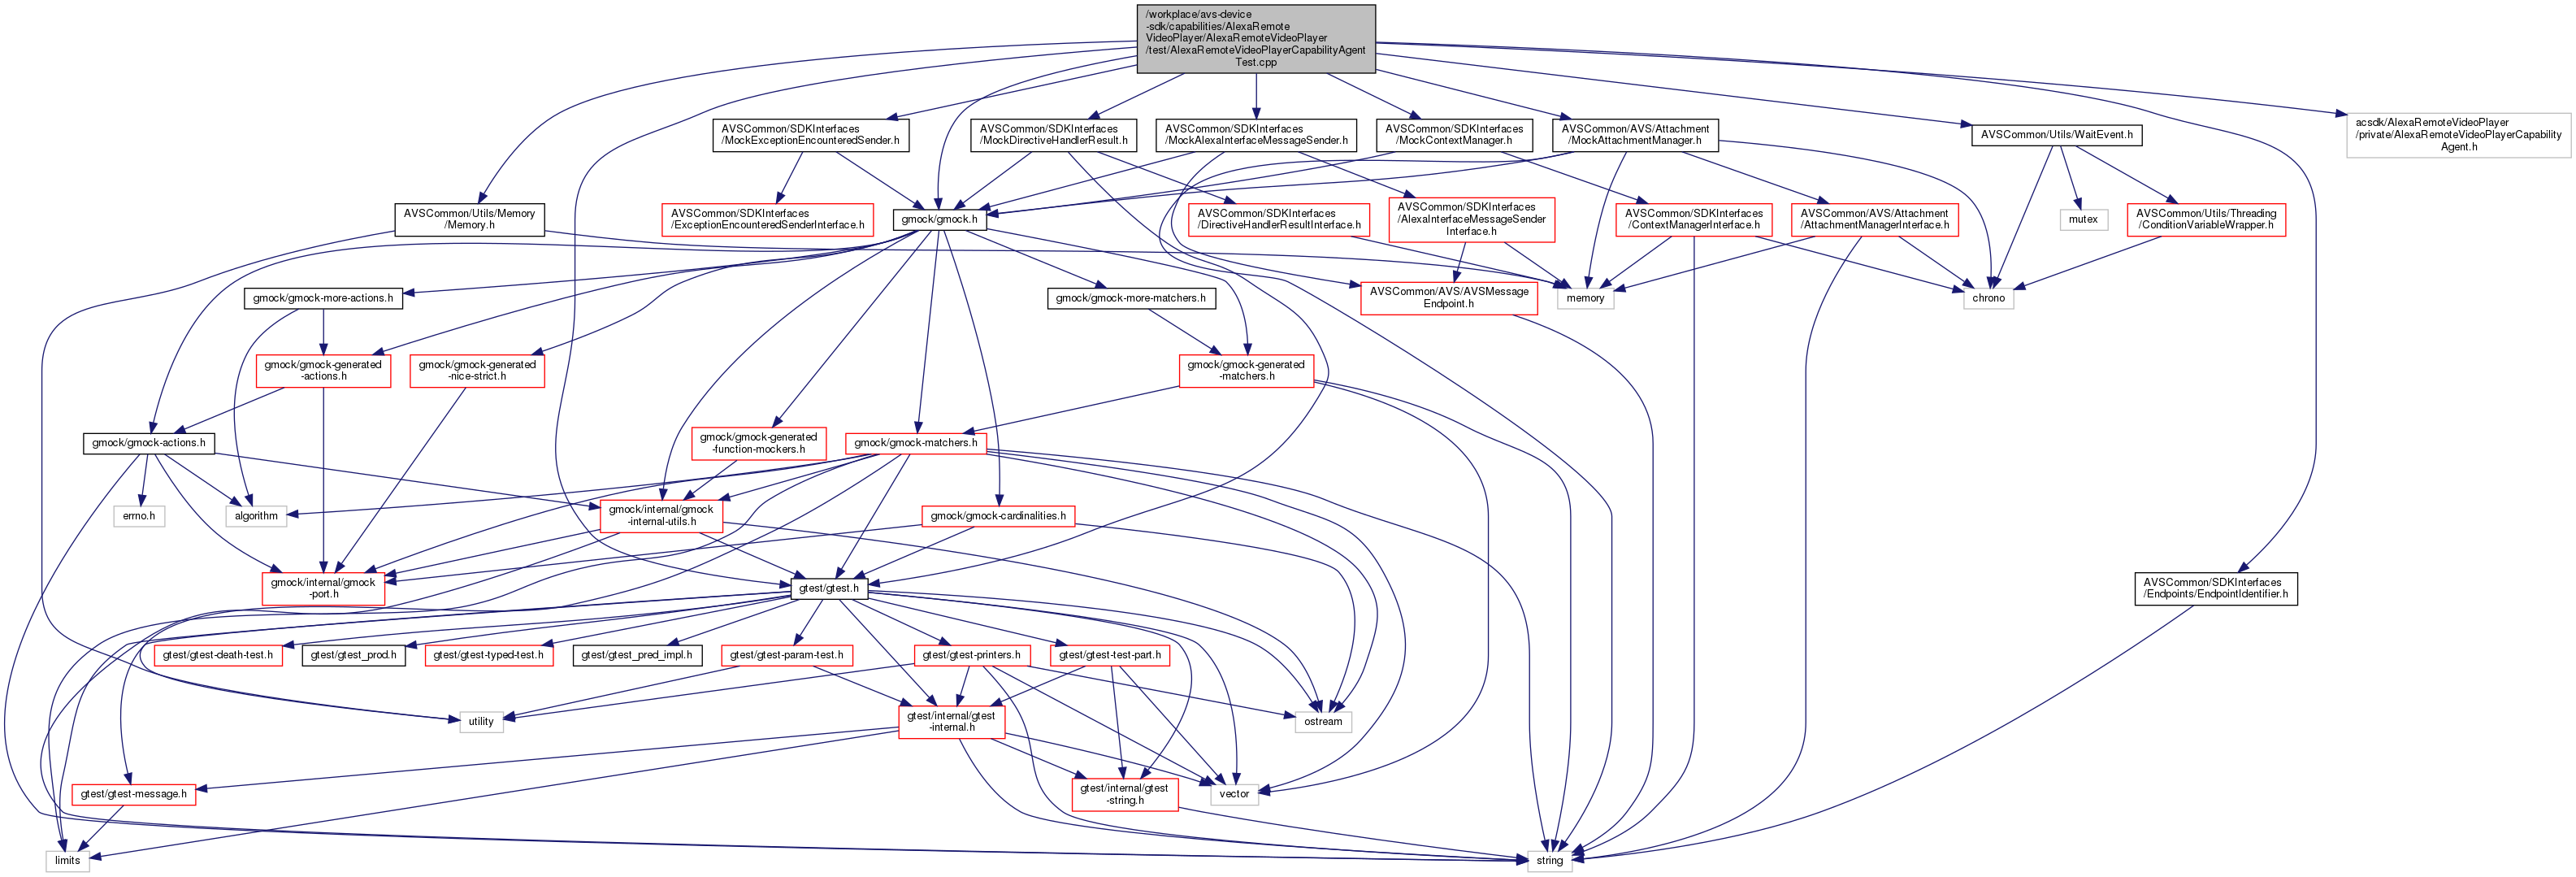 /workplace/avs-device
-sdk/capabilities/AlexaRemote
VideoPlayer/AlexaRemoteVideoPlayer
/test/AlexaRemoteVideoPlayerCapabilityAgent
Test.cpp
AVSCommon/SDKInterfaces
/MockExceptionEncounteredSender.h
AVSCommon/SDKInterfaces
/MockDirectiveHandlerResult.h
AVSCommon/SDKInterfaces
/MockAlexaInterfaceMessageSender.h
AVSCommon/SDKInterfaces
/MockContextManager.h
AVSCommon/AVS/Attachment
/MockAttachmentManager.h
AVSCommon/Utils/WaitEvent.h
acsdk/AlexaRemoteVideoPlayer
/private/AlexaRemoteVideoPlayerCapability
Agent.h
AVSCommon/Utils/Memory
/Memory.h
AVSCommon/SDKInterfaces
/ExceptionEncounteredSenderInterface.h
gmock/gmock.h
AVSCommon/SDKInterfaces
/DirectiveHandlerResultInterface.h
AVSCommon/SDKInterfaces
/AlexaInterfaceMessageSender
Interface.h
AVSCommon/SDKInterfaces
/ContextManagerInterface.h
AVSCommon/AVS/Attachment
/AttachmentManagerInterface.h
mutex
AVSCommon/Utils/Threading
/ConditionVariableWrapper.h
gmock/gmock-more-actions.h
gmock/gmock-more-matchers.h
AVSCommon/AVS/AVSMessage
Endpoint.h
memory
chrono
gmock/gmock-generated
-actions.h
gmock/gmock-generated
-nice-strict.h
gmock/gmock-generated
-matchers.h
gmock/gmock-actions.h
gmock/gmock-generated
-function-mockers.h
gmock/gmock-matchers.h
errno.h
algorithm
gmock/internal/gmock
-internal-utils.h
gmock/gmock-cardinalities.h
gmock/internal/gmock
-port.h
gtest/gtest.h
AVSCommon/SDKInterfaces
/Endpoints/EndpointIdentifier.h
gtest/gtest-death-test.h
gtest/gtest_prod.h
gtest/gtest-typed-test.h
gtest/gtest_pred_impl.h
gtest/gtest-param-test.h
gtest/gtest-printers.h
gtest/gtest-test-part.h
utility
gtest/internal/gtest
-internal.h
ostream
gtest/gtest-message.h
gtest/internal/gtest
-string.h
vector
limits
string